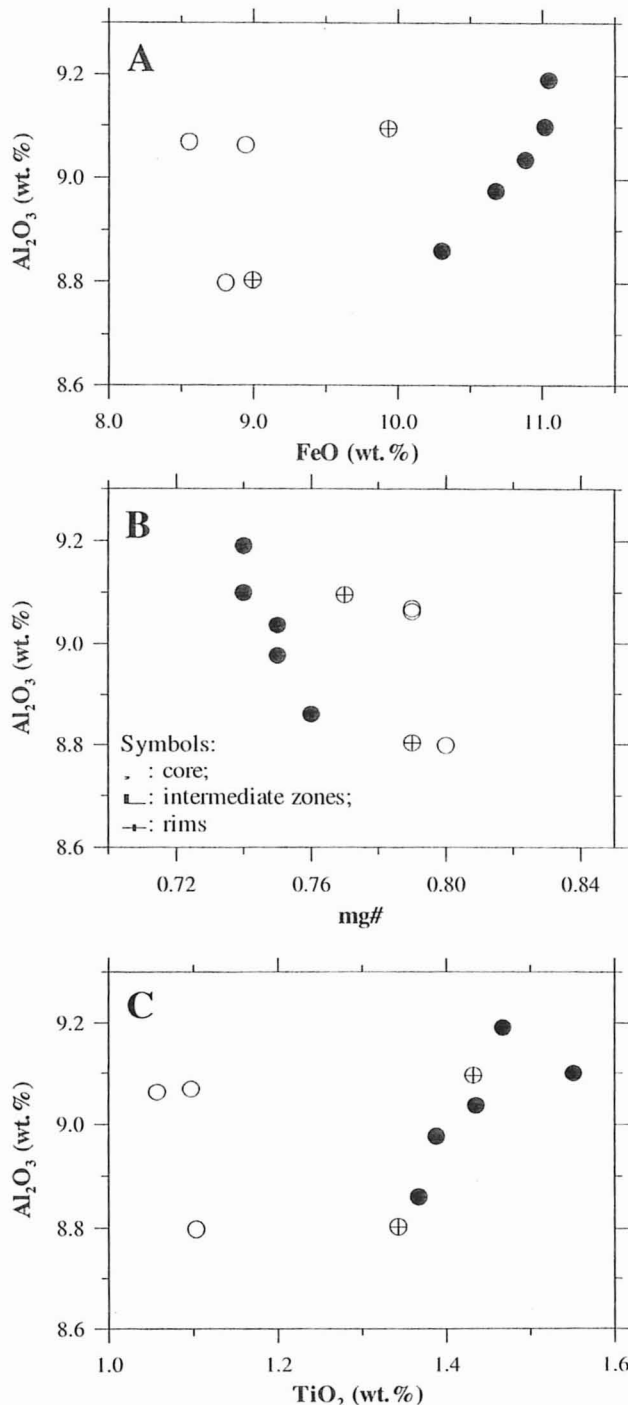 A
9.2
9.0
8.8
8.6
Al₂O₃ (wt.%)
8.0 9.0 10.0 11.0
FeO (wt.%)
B
9.2
9.0
8.8
8.6
Al₂O₃ (wt.%)
Symbols:
: core;
: intermediate zones;
: rims
0.72 0.76 0.80 0.84
mg#
C
9.2
9.0
8.8
8.6
Al₂O₃ (wt.%)
1.0 1.2 1.4 1.6
TiO₂ (wt.%)